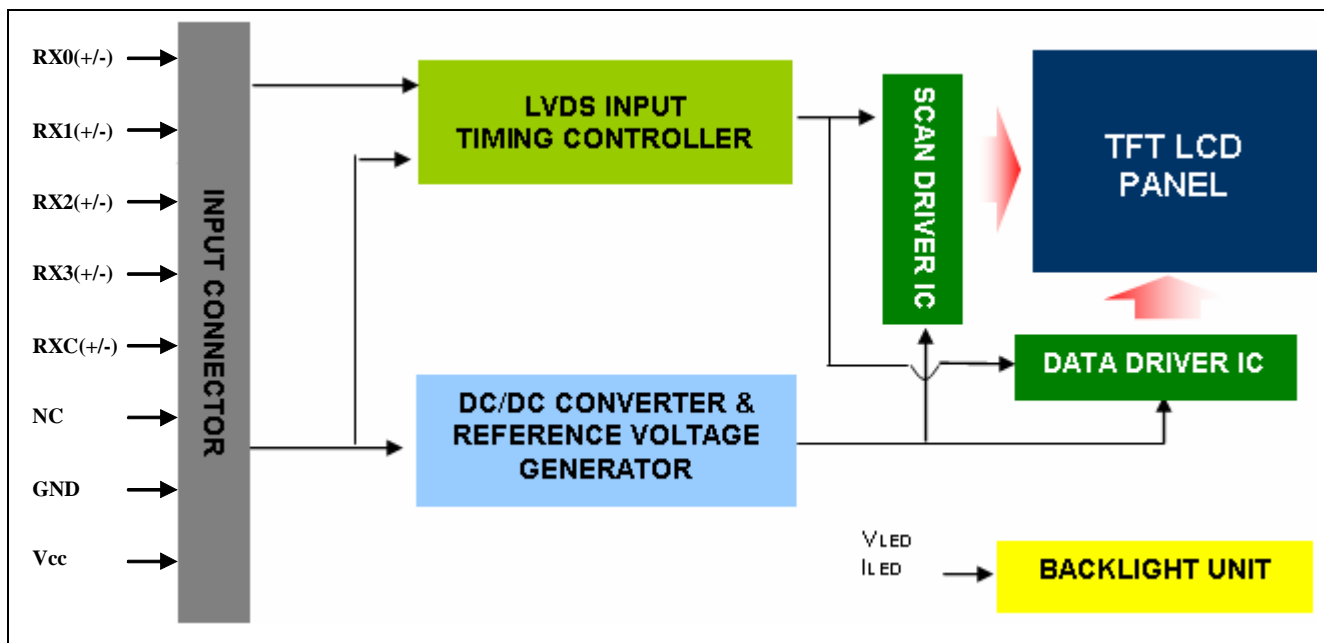 RX0(+/-)
RX1(+/-)
RX2(+/-)
RX3(+/-)
RXC(+/-)
NC
GND
Vcc
INPUT CONNECTOR
LVDS INPUT
TIMING CONTROLLER
DC/DC CONVERTER &
REFERENCE VOLTAGE
GENERATOR
SCAN DRIVER IC
TFT LCD
PANEL
DATA DRIVER IC
VLED
ILED
BACKLIGHT UNIT